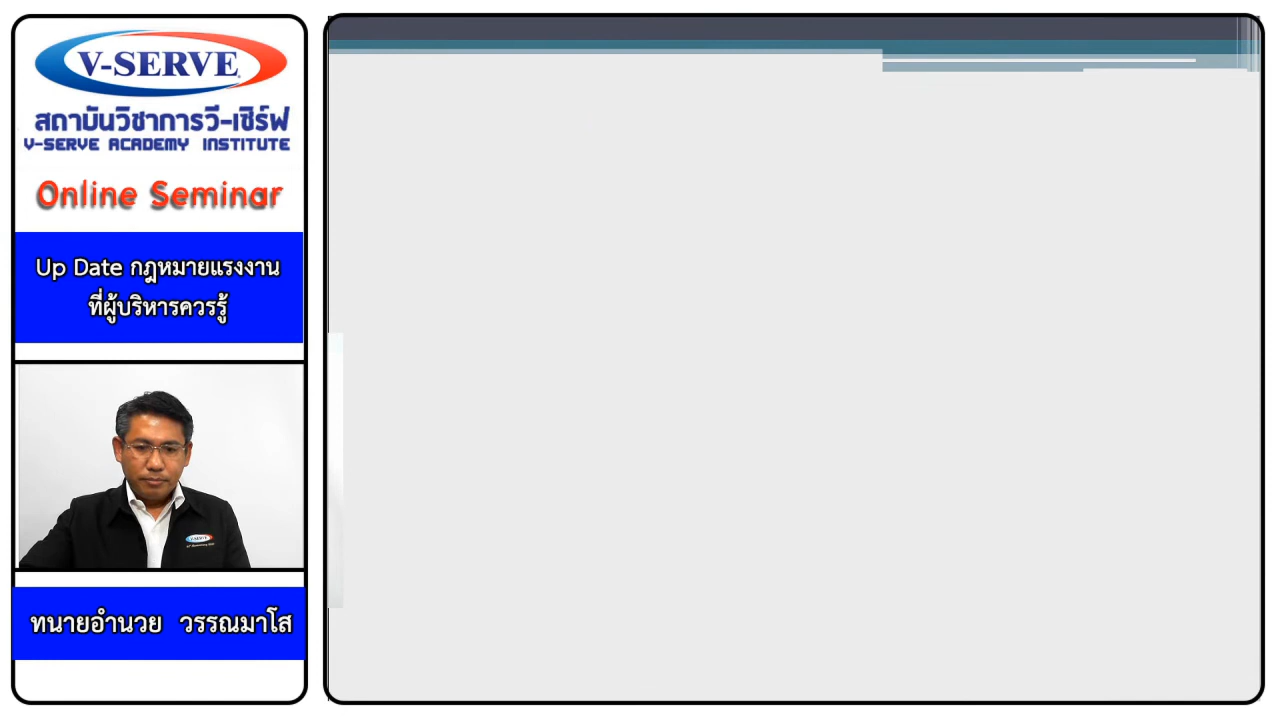 V-SERVE
สถาบันวิชาการวี-เซิร์ฟ
V-SERVE ACADEMY INSTITUTE
Online Seminar
Up Date กฎหมายแรงงาน
ที่ผู้บริหารควรรู้
V-SERVE
ทนายอำนวย วรรณมาโส